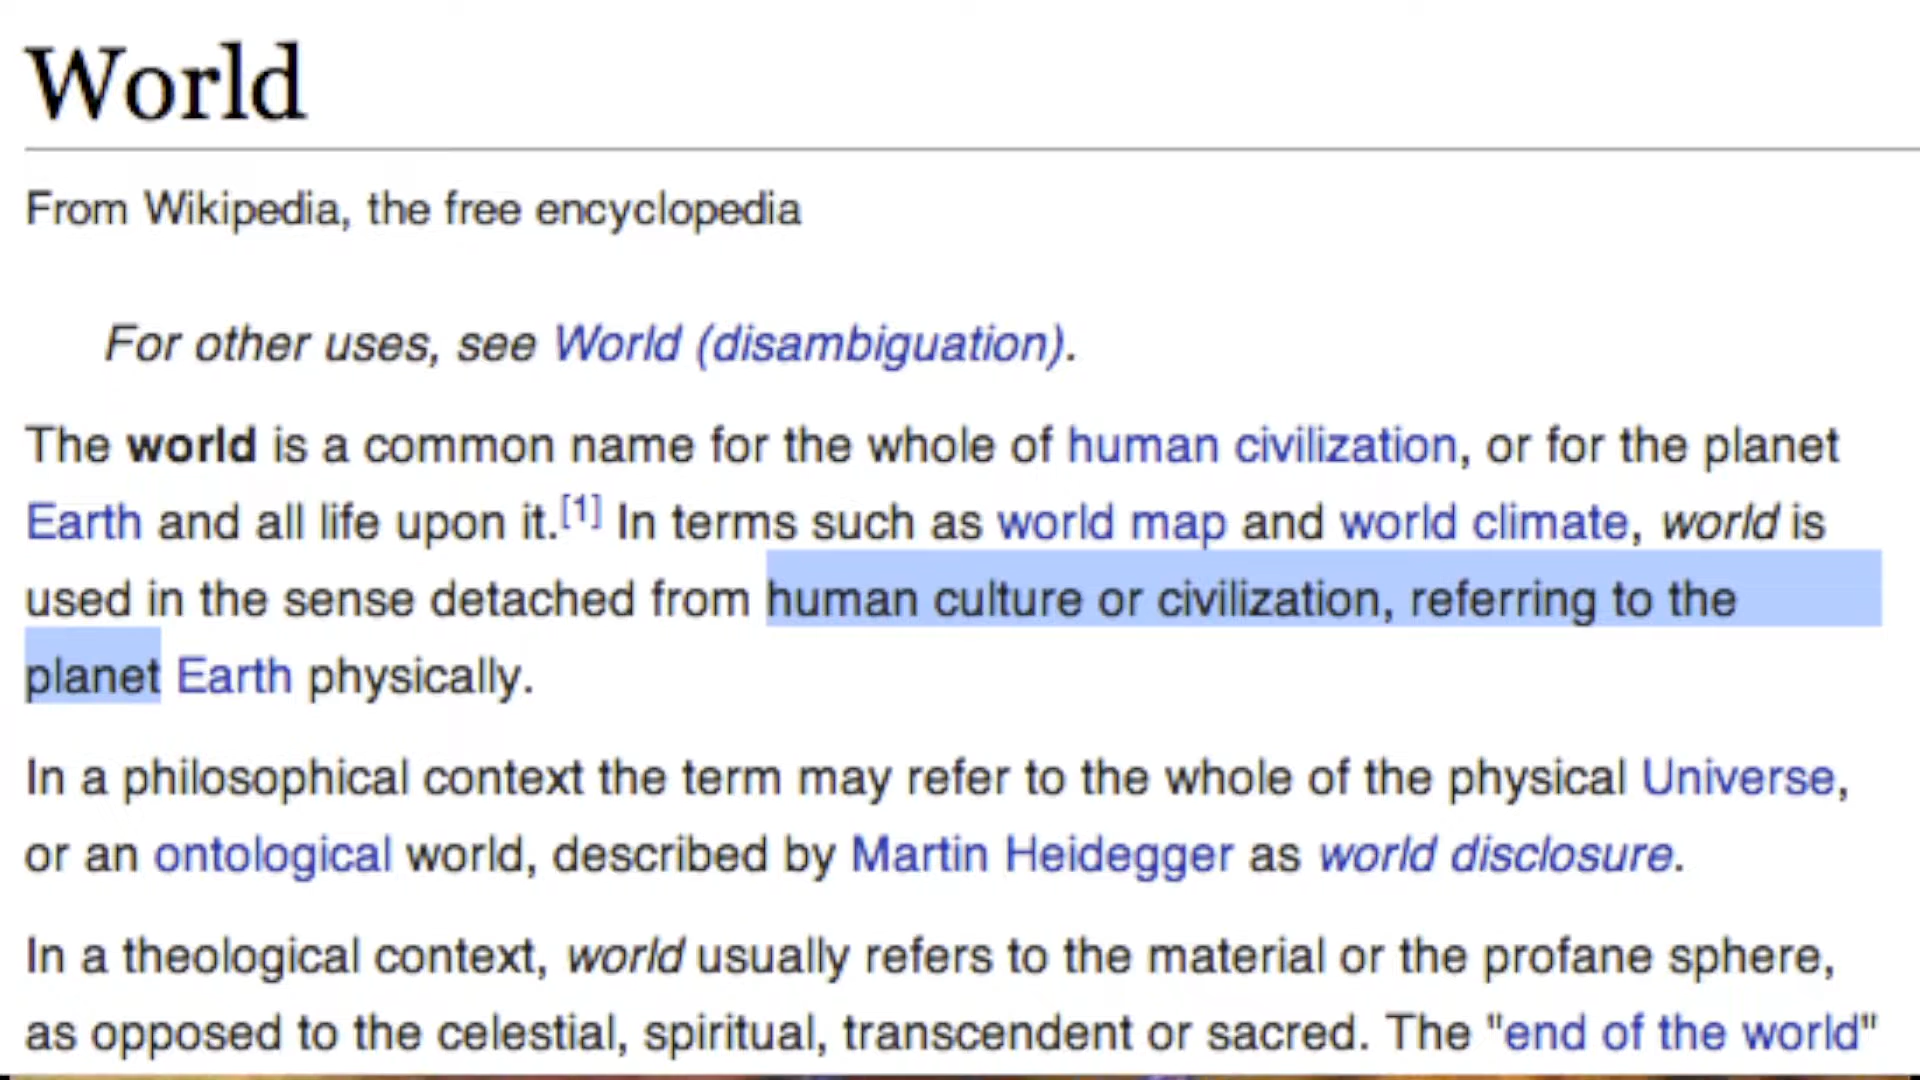 World
From Wikipedia, the free encyclopedia
For other uses, see World (disambiguation).
The world is a common name for the whole of human civilization, or for the planet
Earth and all life upon it.[1] In terms such as world map and world climate, world is
used in the sense detached from human culture or civilization, referring to the
planet Earth physically.
In a philosophical context the term may refer to the whole of the physical Universe,
or an ontological world, described by Martin Heidegger as world disclosure.
In a theological context, world usually refers to the material or the profane sphere,
as opposed to the celestial, spiritual, transcendent or sacred. The "end of the world"